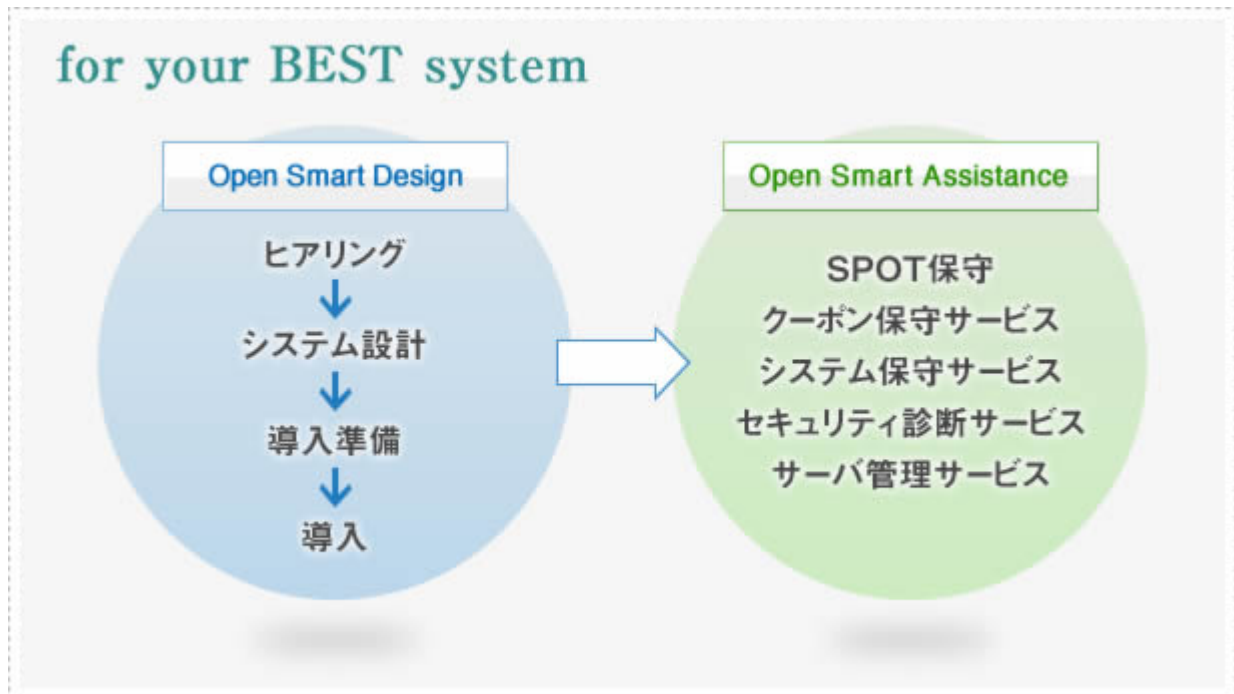 for your BEST system
Open Smart Design
ヒアリング
システム設計
導入準備
導入
Open Smart Assistance
SPOT保守
クーポン保守サービス
システム保守サービス
セキュリティ診断サービス
サーバ管理サービス